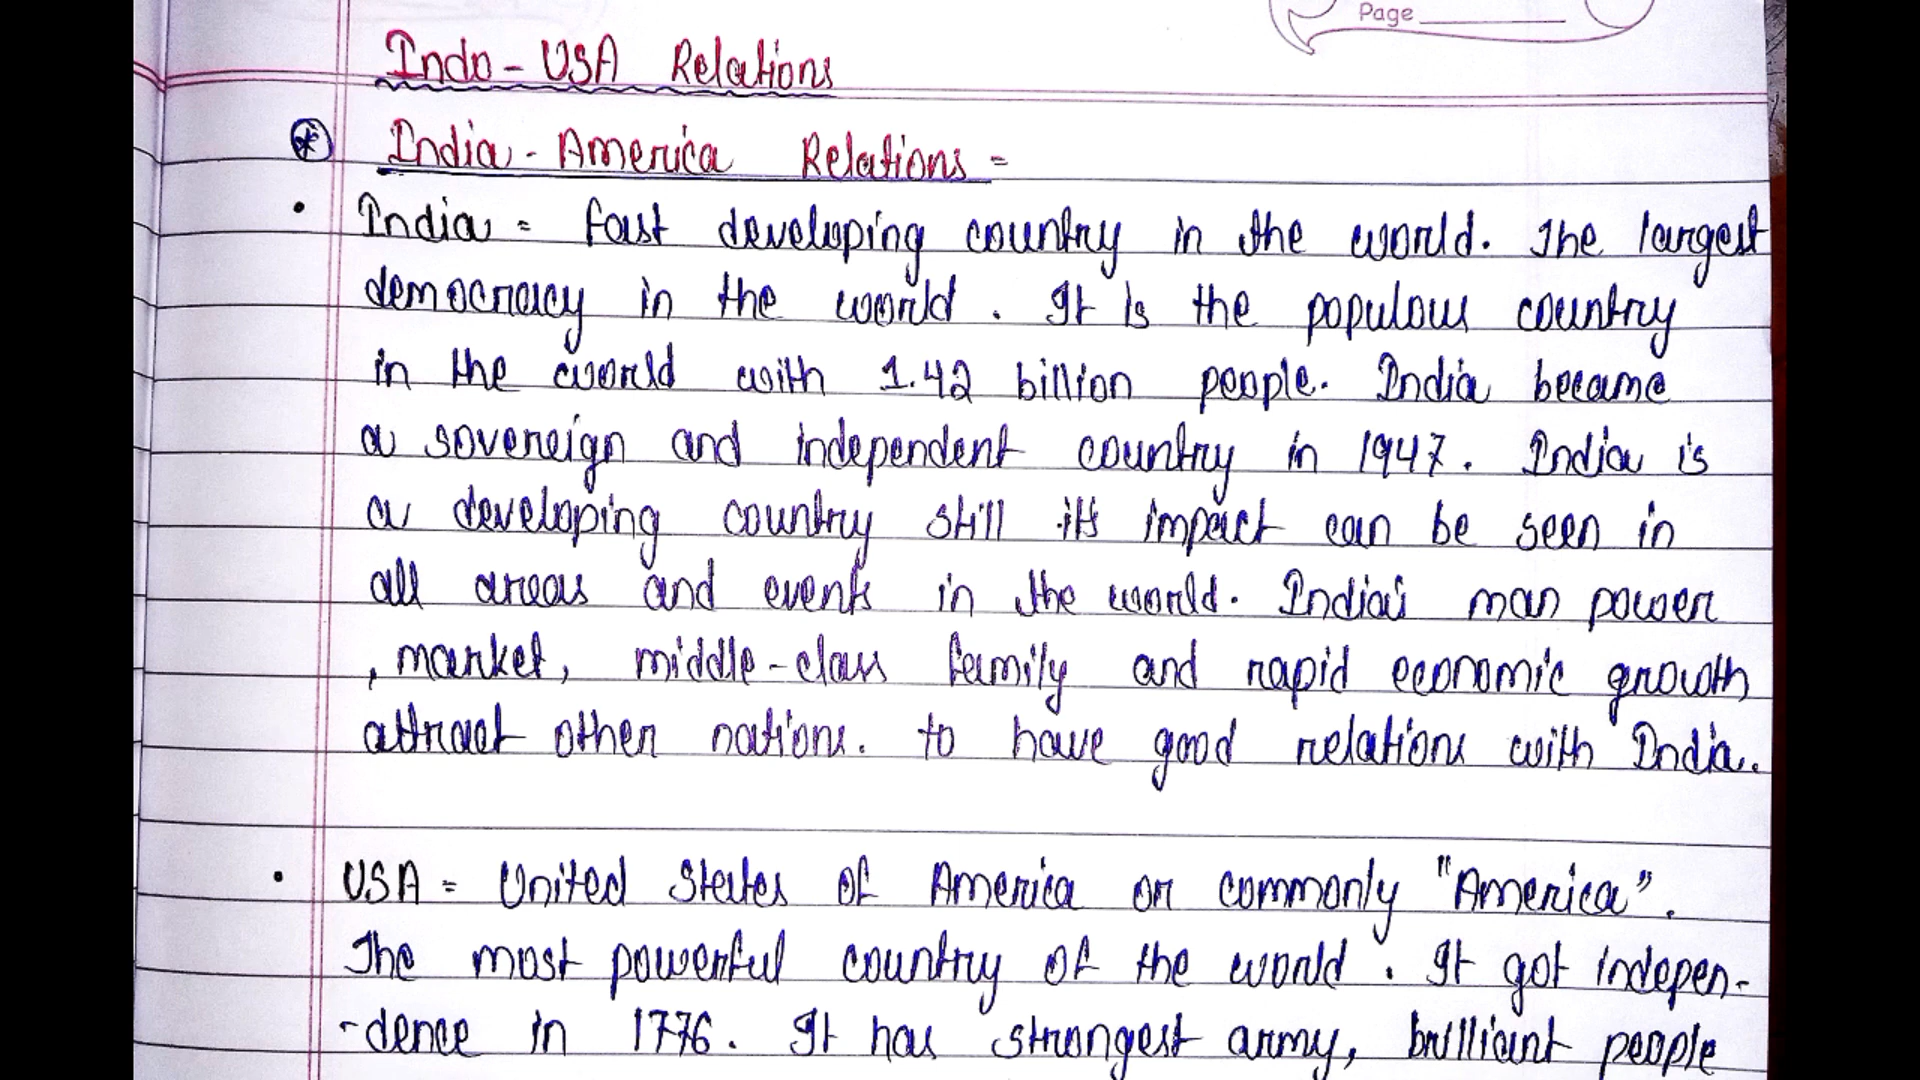 Page
Indo - USA Relations
India - America Relations =
• India = fast developing country in the world. The largest
democracy in the world. It is the populous country
in the world with 1.42 billion people. India became
a sovereign and independent country in 1947. India is
a developing country still its impact can be seen in
all areas and events in the world. India's man power
, market, middle-class family and rapid economic growth
attract other nations. to have good relations with India.
• USA = United States of America or commonly "America".
The most powerful country of the world. It got indepen-
-dence in 1776. It has strongest army, brilliant people